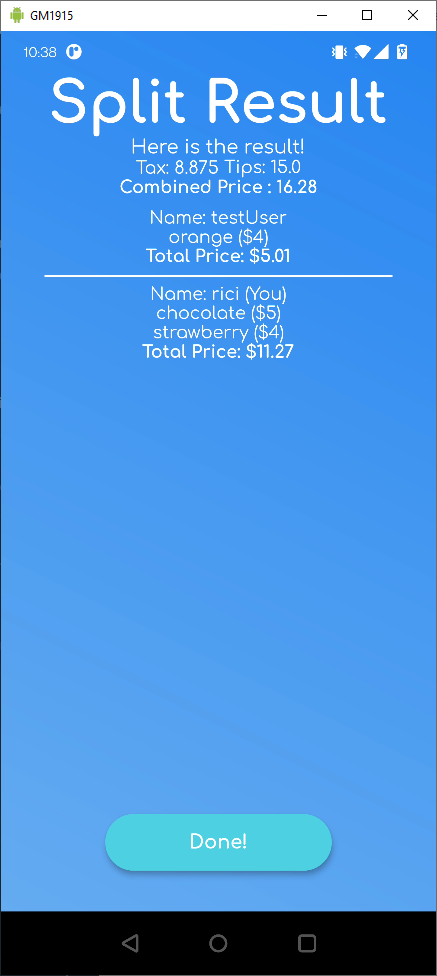 GM1915
10:38
Split Result
Here is the result!
Tax: 8.875 Tips: 15.0
Combined Price : 16.28
Name: testUser
orange ($4)
Total Price: $5.01
Name: rici (You)
chocolate ($5)
strawberry ($4)
Total Price: $11.27
Done!